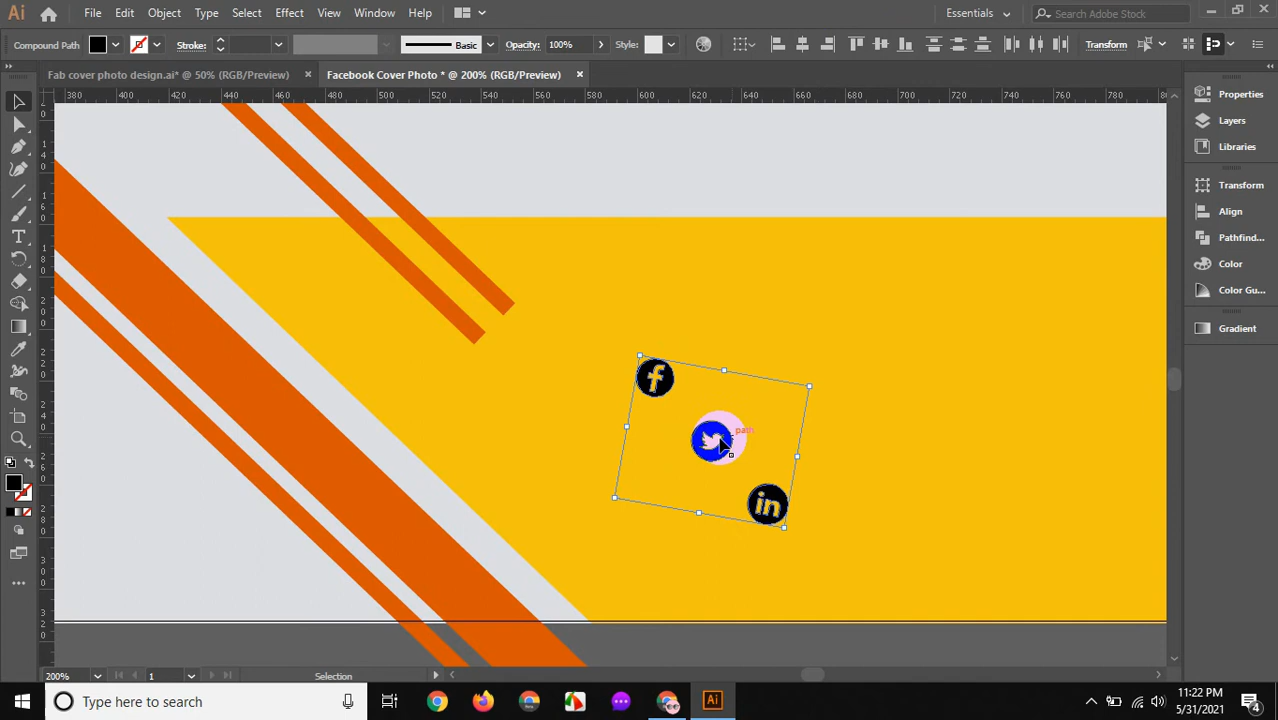 Ai File Edit Object Type Select Effect View Window Help Essentials Search Adobe Stock
Compound Path Stroke: Basic Opacity: 100% Style: Transform
Fab cover photo design.ai* @ 50% (RGB/Preview) × Facebook Cover Photo * @ 200% (RGB/Preview) ×
380 400 420 440 460 480 500 520 540 560 580 600 620 640 660 680 700 720 740 760 780
Properties
Layers
Libraries
Transform
Align
Pathfind...
Color
Color Gu...
Gradient
f
path
in
200% 1 Selection
Type here to search
Ai
11:22 PM
5/31/2021
4